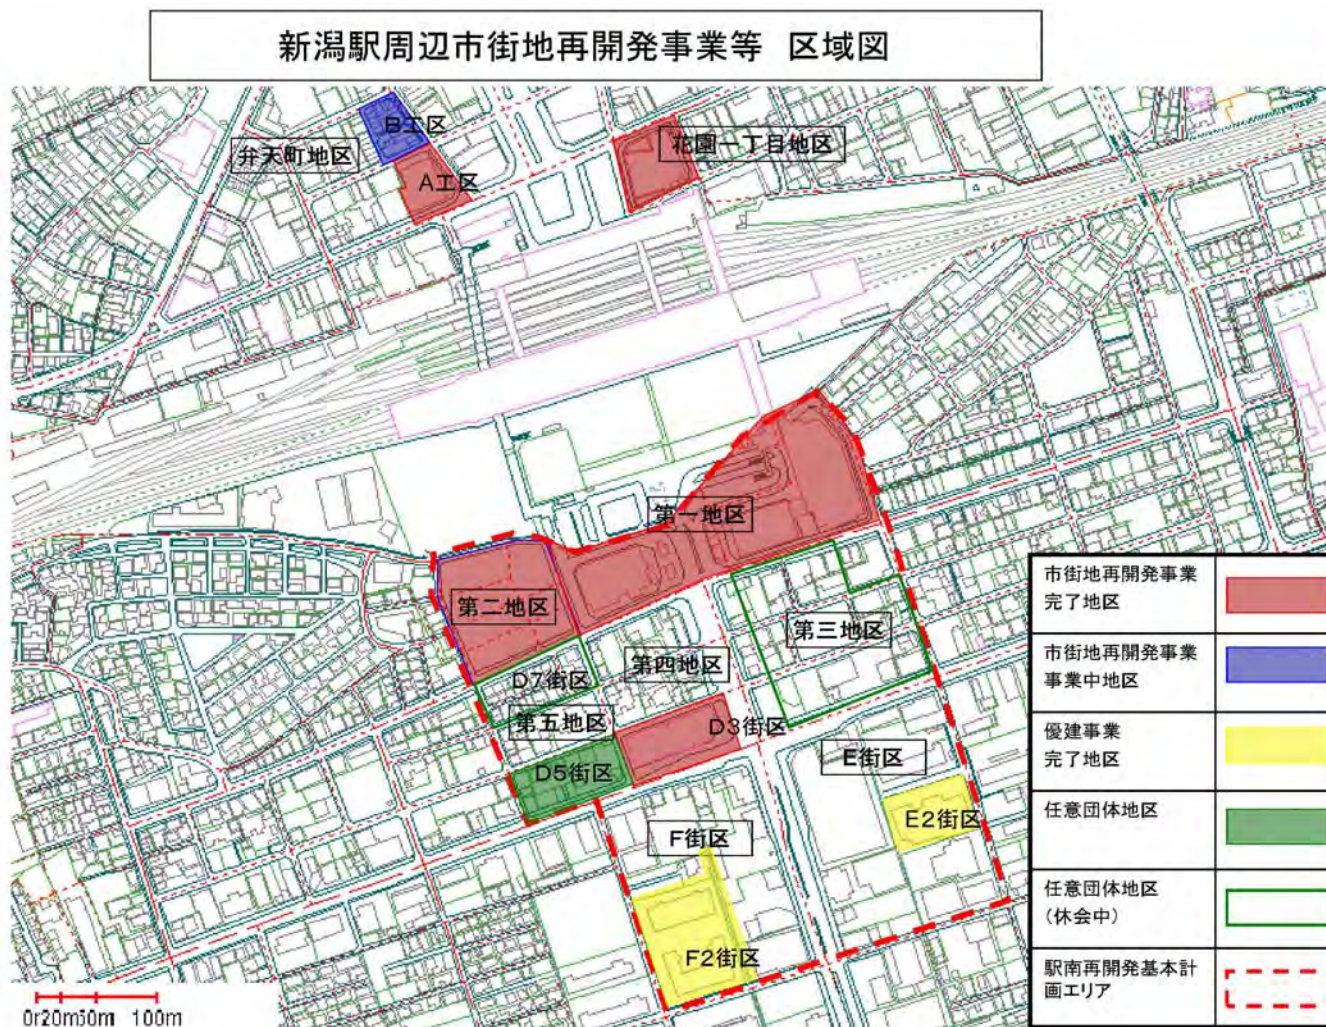 新潟駅周辺市街地再開発事業等 区域図
B工区
弁天町地区
A工区
花園一丁目地区
第一地区
第二地区
第三地区
第四地区
D7街区
第五地区
D3街区
D5街区
E街区
E2街区
F街区
F2街区
市街地再開発事業
完了地区
市街地再開発事業
事業中地区
優建事業
完了地区
任意団体地区
任意団体地区
(休会中)
駅南再開発基本計
画エリア
100m